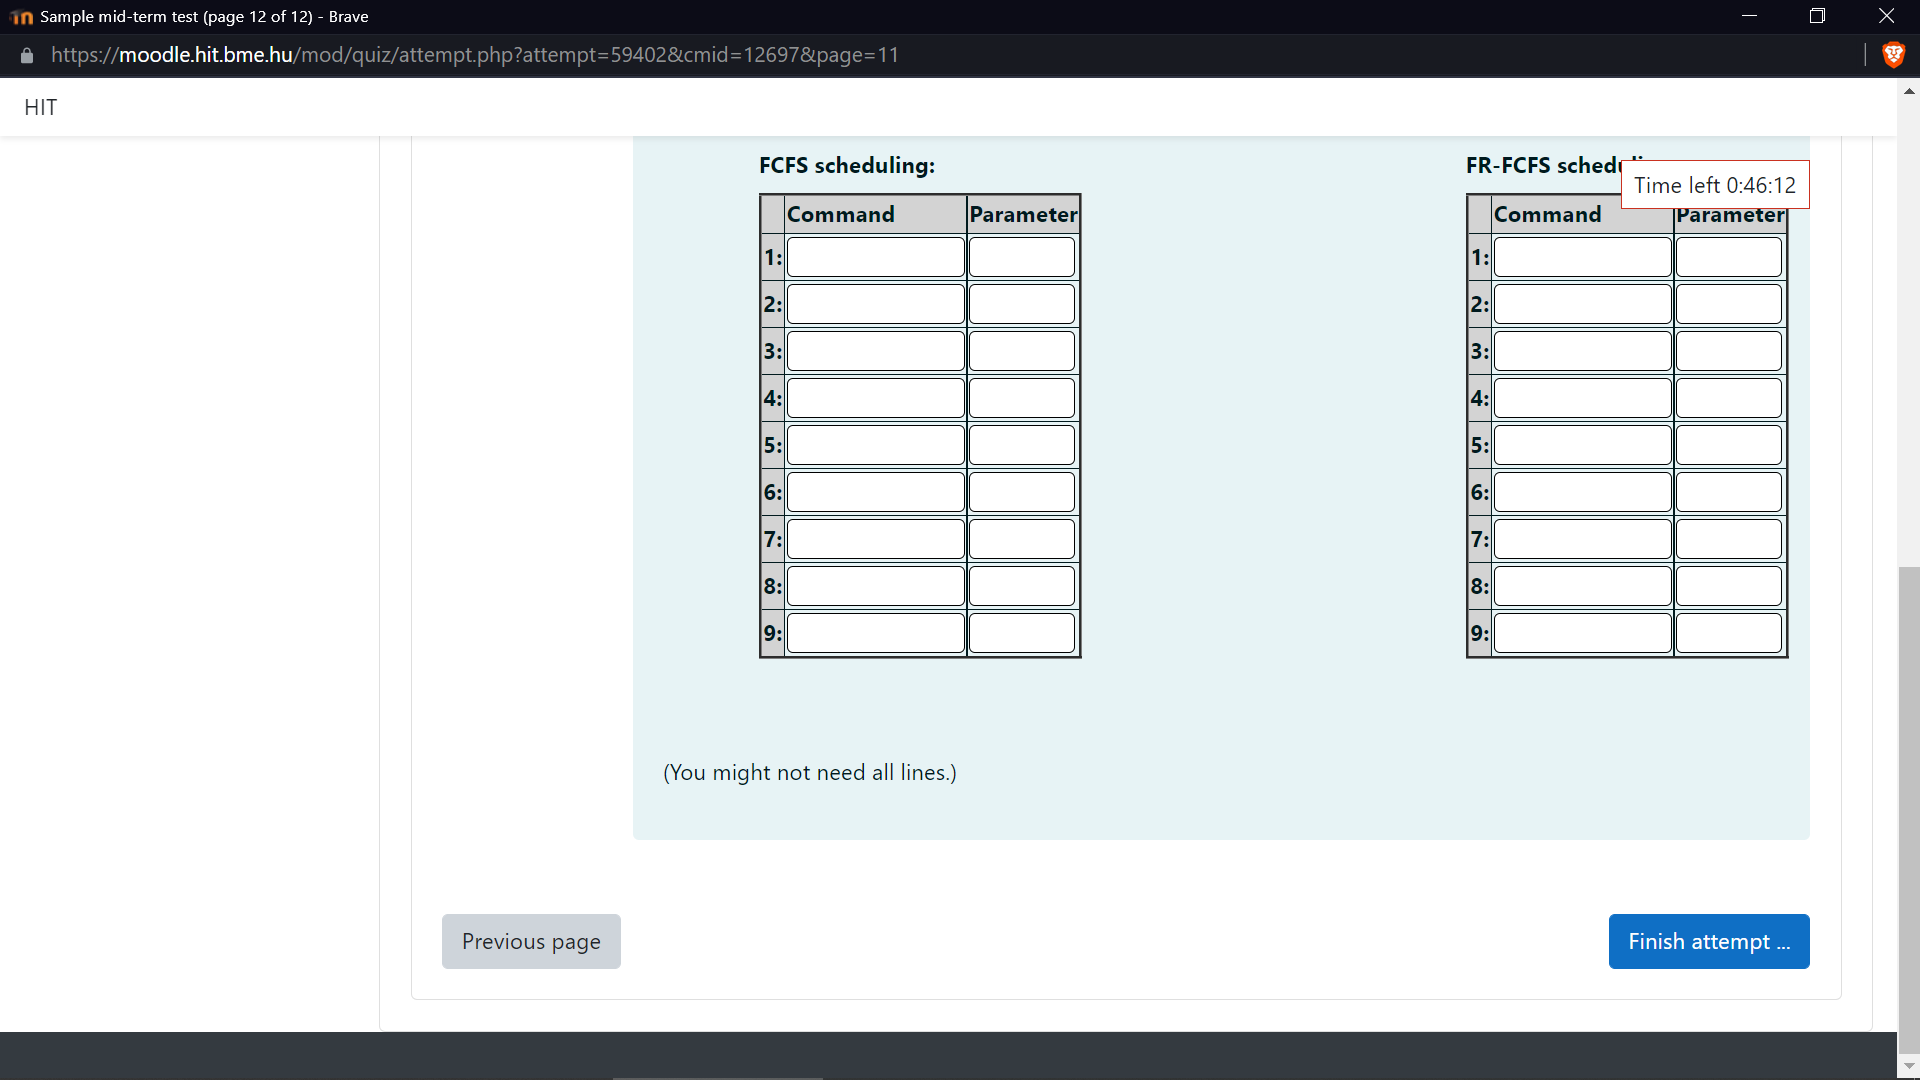 Sample mid-term test (page 12 of 12) - Brave
https://moodle.hit.bme.hu/mod/quiz/attempt.php?attempt=59402&cmid=12697&page=11
HIT
FCFS scheduling:
Command Parameter
1:
2:
3:
4:
5:
6:
7:
8:
9:
FR-FCFS
Time left 0:46:12
Command Parameter
1:
2:
3:
4:
5:
6:
7:
8:
9:
(You might not need all lines.)
Previous page
Finish attempt ...